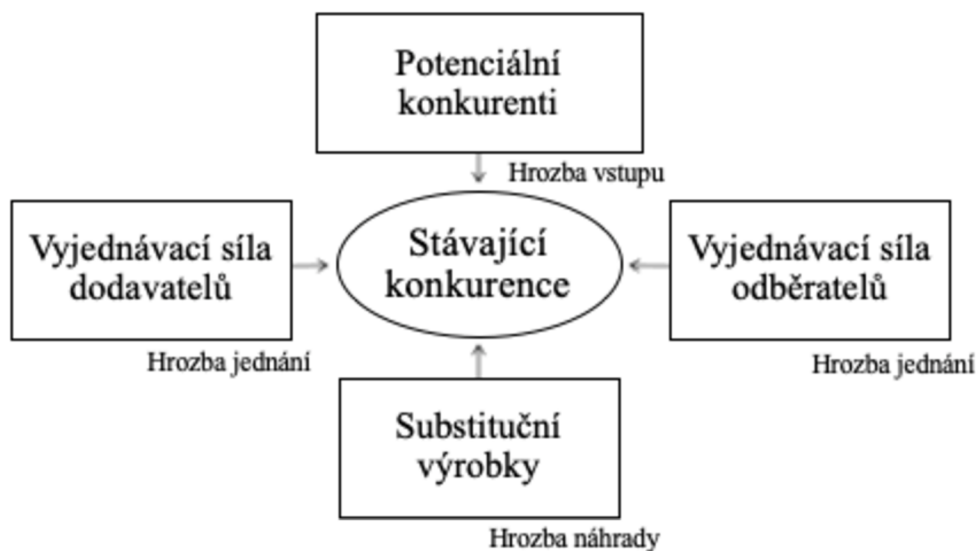 Potenciální
konkurenti
Hrozba vstupu
Vyjednávací síla
dodavatelů
Hrozba jednání
Stávající
konkurence
Vyjednávací síla
odběratelů
Hrozba jednání
Substituční
výrobky
Hrozba náhrady